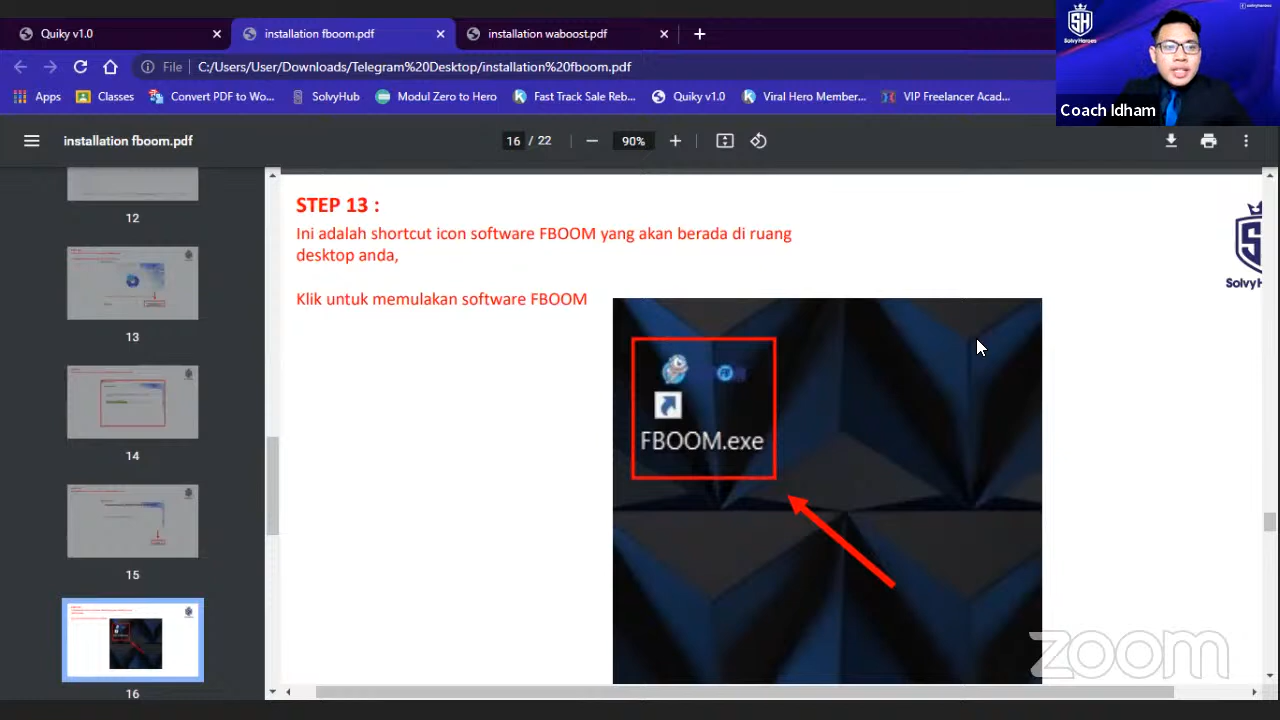 Quiky v1.0
installation fboom.pdf
installation waboost.pdf
File
C:/Users/User/Downloads/Telegram%20Desktop/installation%20fboom.pdf
Apps
Classes
Convert PDF to Wo...
SolvyHub
Modul Zero to Hero
Fast Track Sale Reb...
Quiky v1.0
Viral Hero Member...
VIP Freelancer Acad...
SH
SolvyHeroes
solvyheroes
Coach Idham
installation fboom.pdf
16 / 22
90%
12
13
14
15
16
STEP 13 :
Ini adalah shortcut icon software FBOOM yang akan berada di ruang
desktop anda,
Klik untuk memulakan software FBOOM
FBOOM.exe
SolvyH
zoom